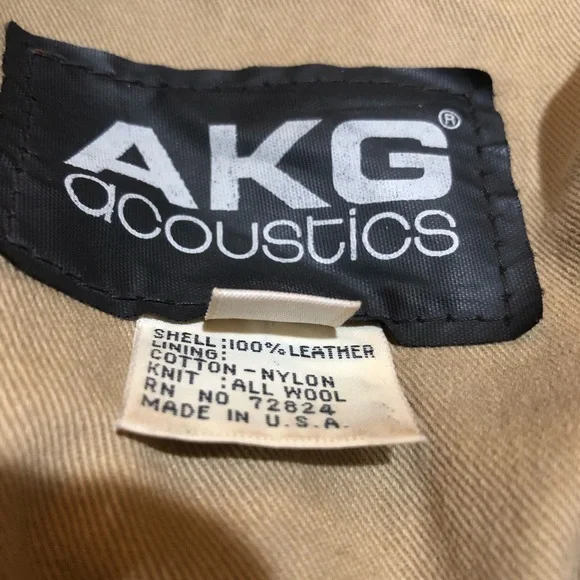 AKG®
acoustics
SHELL:100% LEATHER
LINING:
COTTON-NYLON
KNIT :ALL WOOL
RN NO 72824
MADE IN U.S.A.